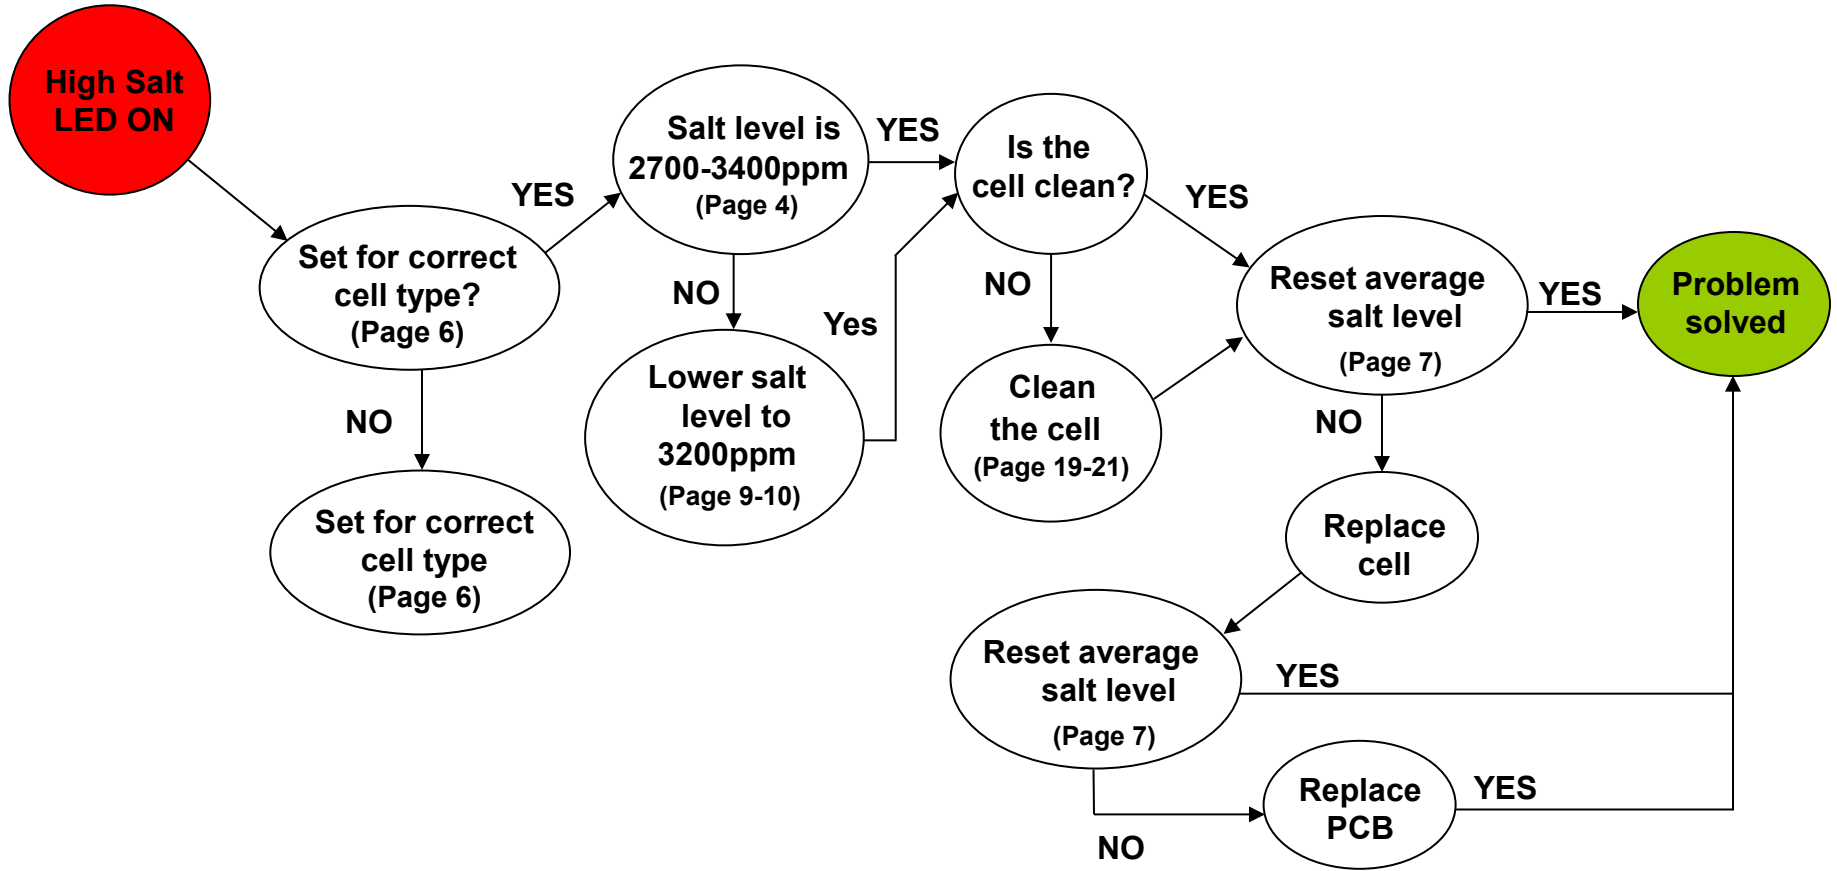 High Salt
LED ON
Set for correct
cell type?
(Page 6)
YES
NO
Set for correct
cell type
(Page 6)
Salt level is
2700-3400ppm
(Page 4)
YES
NO
Lower salt
level to
3200ppm
(Page 9-10)
Yes
Is the
cell clean?
YES
NO
Clean
the cell
(Page 19-21)
Reset average
salt level
(Page 7)
YES
NO
Problem
solved
Replace
cell
Reset average
salt level
(Page 7)
YES
NO
Replace
PCB
YES